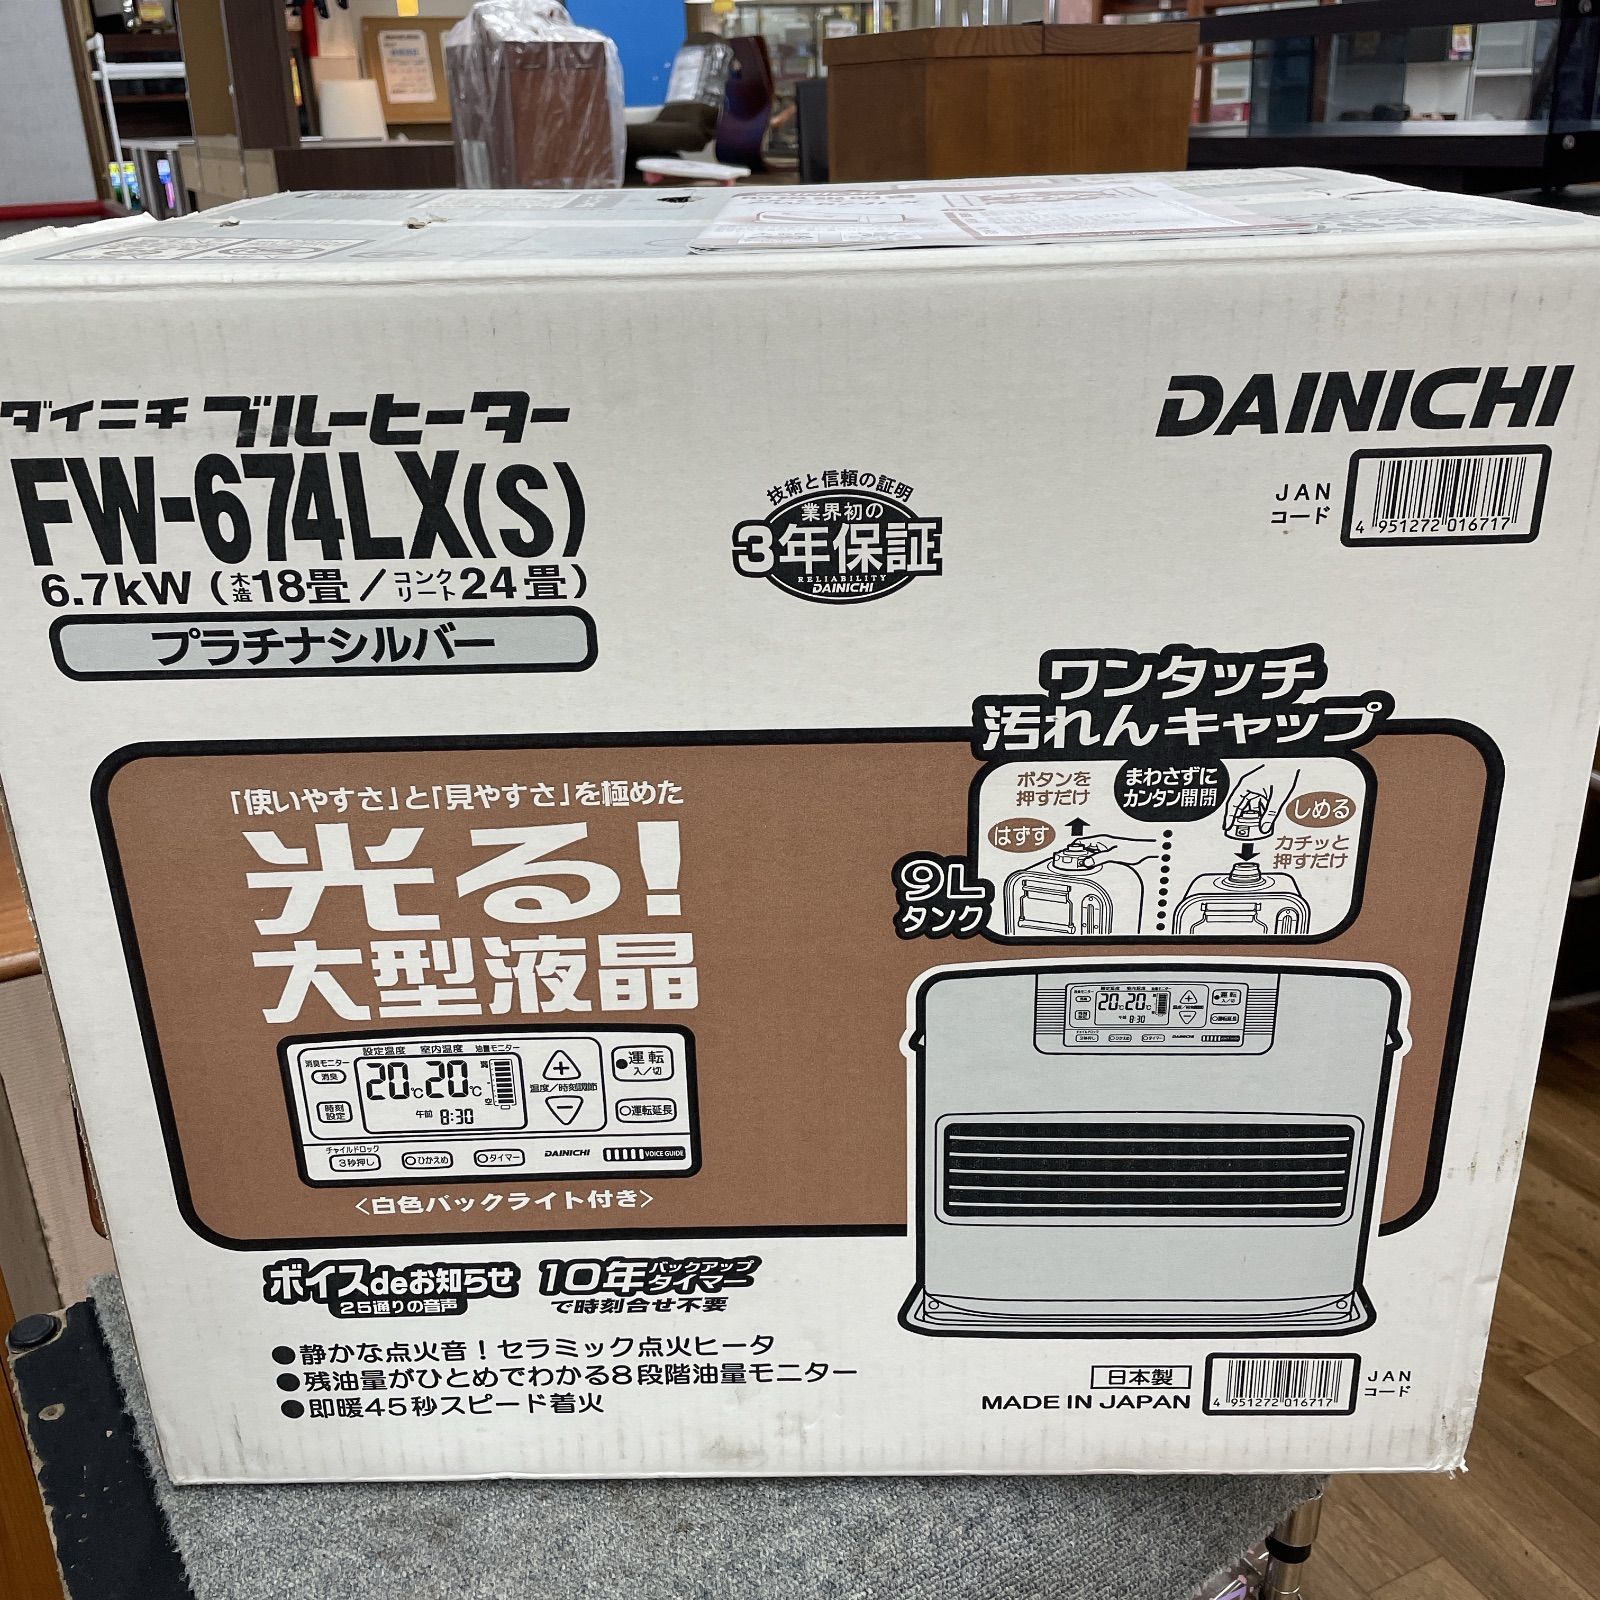 ダイニチ ブルーヒーター
FW-674LX(S)
6.7kW(木造18畳/コンクリート24畳)
プラチナシルバー
技術と信頼の証明
業界初の
3年保証
RELIABILITY
DAINICHI
DAINICHI
JAN
コード
4 951272 016717
ワンタッチ
汚れんキャップ
ボタンを
押すだけ
はずす
まわさずに
カンタン開閉
しめる
カチッと
押すだけ
9L
タンク
「使いやすさ」と「見やすさ」を極めた
光る!
大型液晶
設定温度 室内温度 油量モニター
消臭モニター
消臭
時刻
設定
20℃20℃
満
空
午前 8:30
温度/時刻調節
運転
入/切
運転延長
チャイルドロック
3秒押し
ひかえめ
タイマー
DAINICHI
VOICE GUIDE
<白色バックライト付き>
ボイスdeお知らせ
25通りの音声
10年バックアップタイマー
で時刻合せ不要
●静かな点火音!セラミック点火ヒータ
●残油量がひとめでわかる8段階油量モニター
●即暖45秒スピード着火
日本製
MADE IN JAPAN
4 951272 016717
JAN
コード